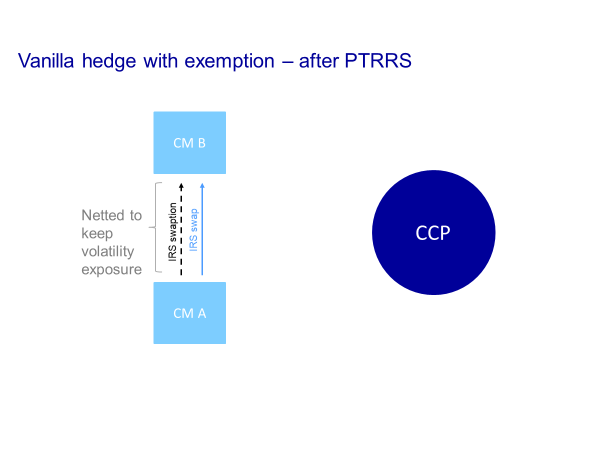 Vanilla hedge with exemption – after PTRRS
CM B
Netted to
keep
volatility
exposure
IRS swaption
IRS swap
CCP
CM A